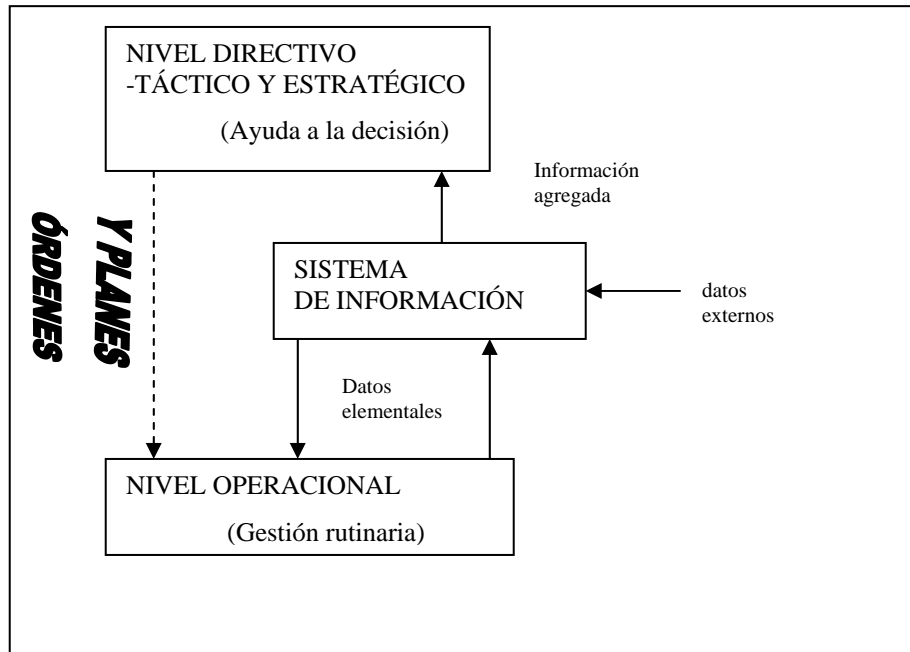 NIVEL DIRECTIVO
-TÁCTICO Y ESTRATÉGICO
(Ayuda a la decisión)
Información
agregada
Y PLANES
ÓRDENES
SISTEMA
DE INFORMACIÓN
datos
externos
Datos
elementales
NIVEL OPERACIONAL
(Gestión rutinaria)